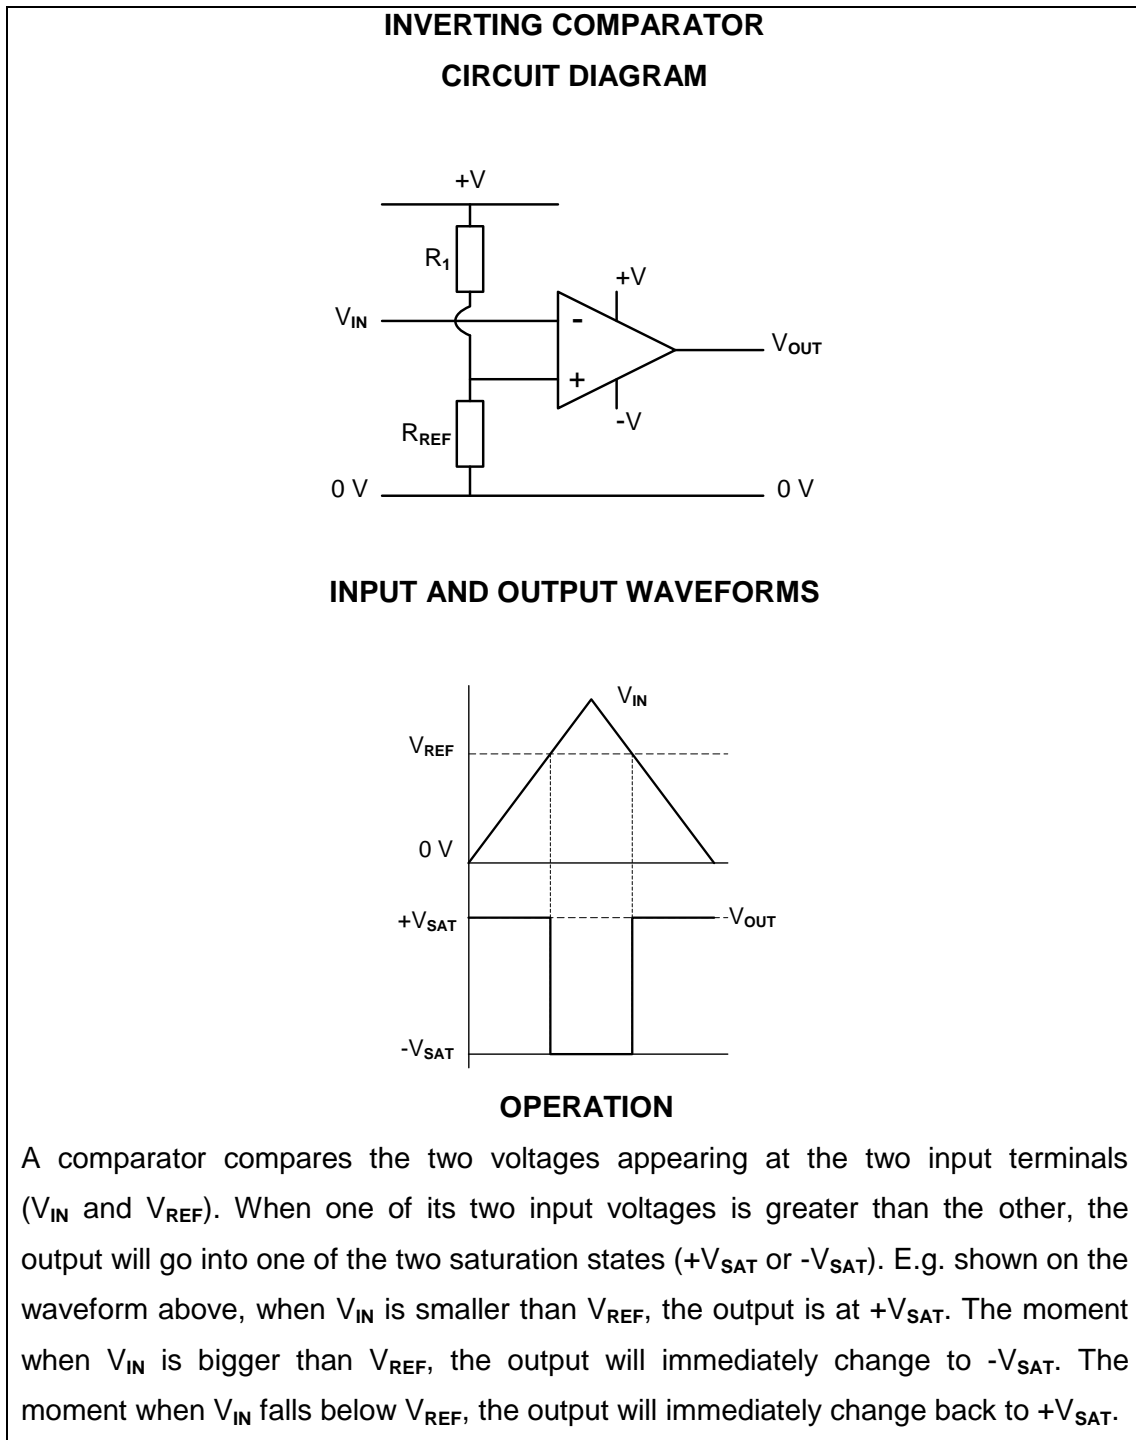 INVERTING COMPARATOR
CIRCUIT DIAGRAM
+V
R1
+V
VIN
-
VOUT
+
-V
RREF
0 V
0 V
INPUT AND OUTPUT WAVEFORMS
VIN
VREF
0 V
+VSAT
VOUT
-VSAT
OPERATION
A comparator compares the two voltages appearing at the two input terminals
(VIN and VREF). When one of its two input voltages is greater than the other, the
output will go into one of the two saturation states (+VSAT or -VSAT). E.g. shown on the
waveform above, when VIN is smaller than VREF, the output is at +VSAT. The moment
when VIN is bigger than VREF, the output will immediately change to -VSAT. The
moment when VIN falls below VREF, the output will immediately change back to +VSAT.